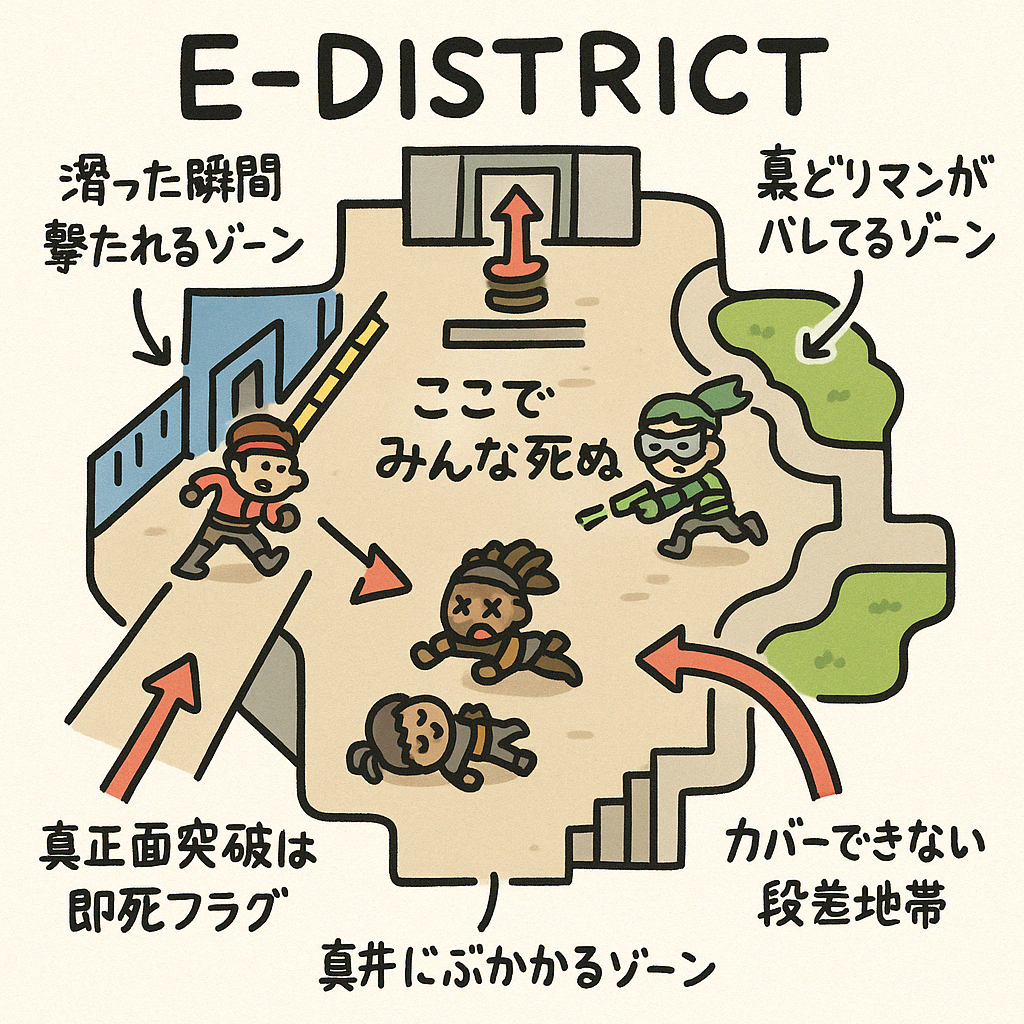 E-DISTRICT
滑った瞬間
撃たれるゾーン
裏どりマンが
バレてるゾーン
ここで
みんな死ぬ
真正面突破は
即死フラグ
カバーできない
段差地帯
真井にぶかかるゾーン